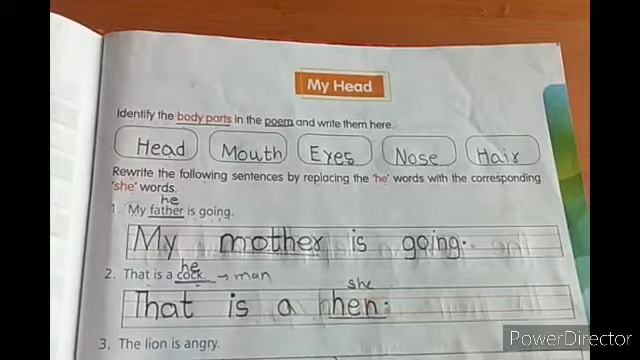 My Head
Identify the body parts in the poem and write them here.
Head Mouth Eyes Nose Hair
Rewrite the following sentences by replacing the 'he' words with the corresponding
'she' words.
he
1. My father is going.
My mother is going.
he
2. That is a cock. → man
she
That is a hen.
3. The lion is angry.
PowerDirector